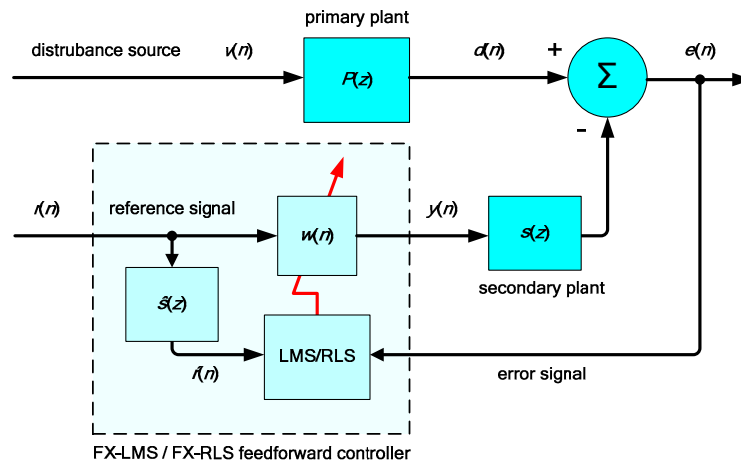 primary plant
distrubance source
v(n)
P(z)
d(n)
+
Σ
e(n)
-
r(n)
reference signal
w(n)
y(n)
s(z)
secondary plant
ŝ(z)
LMS/RLS
r̂(n)
error signal
FX-LMS / FX-RLS feedforward controller